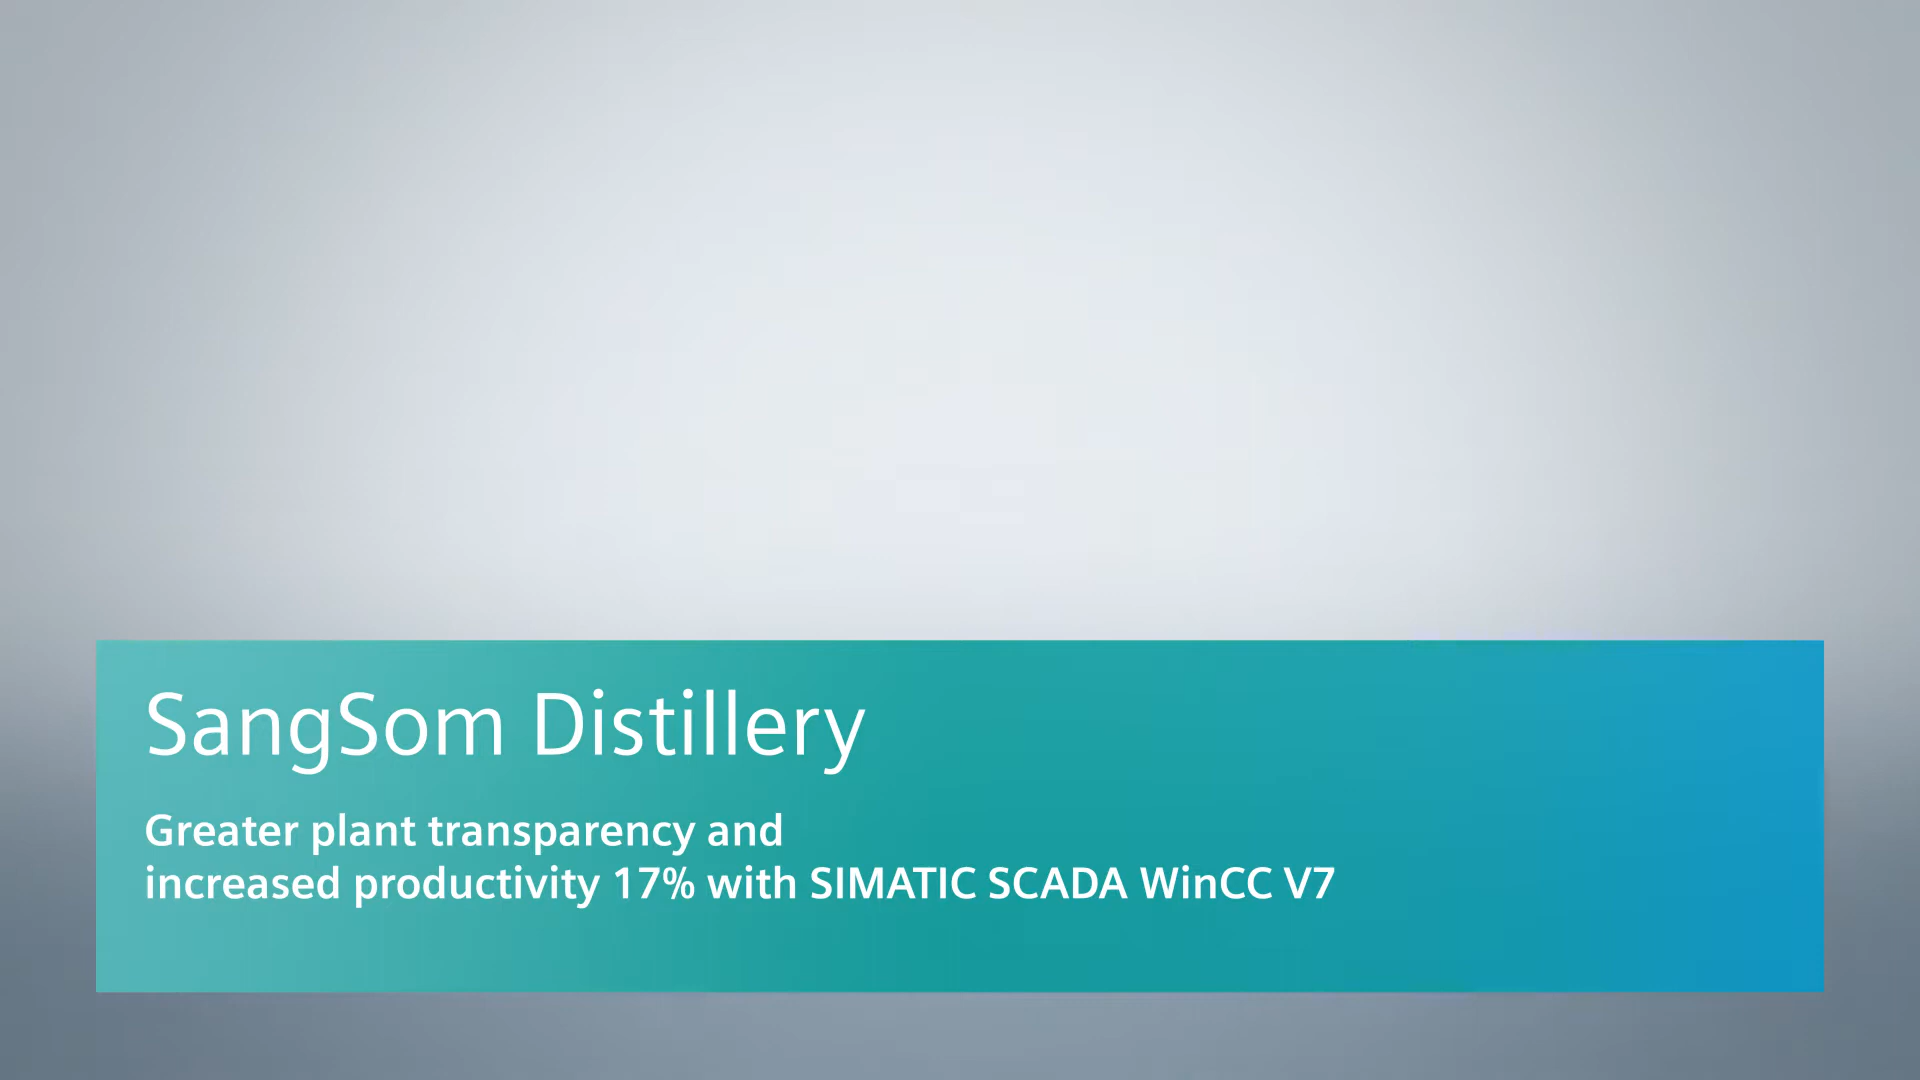 SangSom Distillery
Greater plant transparency and
increased productivity 17% with SIMATIC SCADA WinCC V7